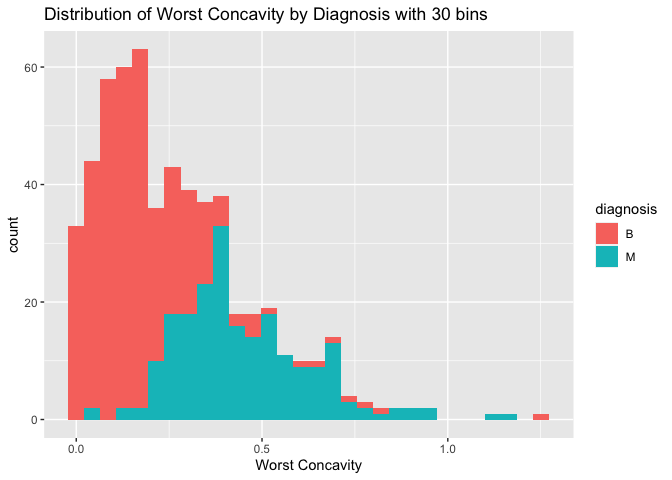 Distribution of Worst Concavity by Diagnosis with 30 bins
60
40
20
0
count
0.0
0.5
1.0
Worst Concavity
diagnosis
B
M